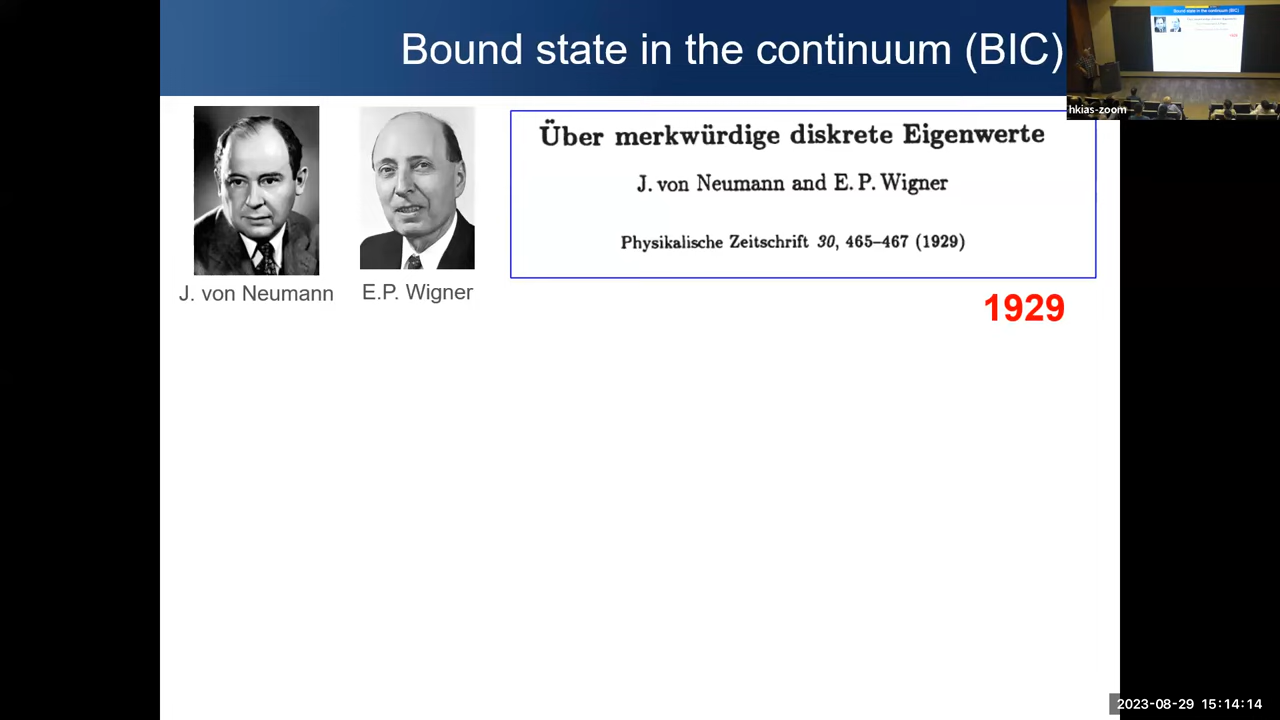 Bound state in the continuum (BIC)
hkias-zoom
Über merkwürdige diskrete Eigenwerte
J. von Neumann and E. P. Wigner
Physikalische Zeitschrift 30, 465–467 (1929)
J. von Neumann
E.P. Wigner
1929
2023-08-29 15:14:14